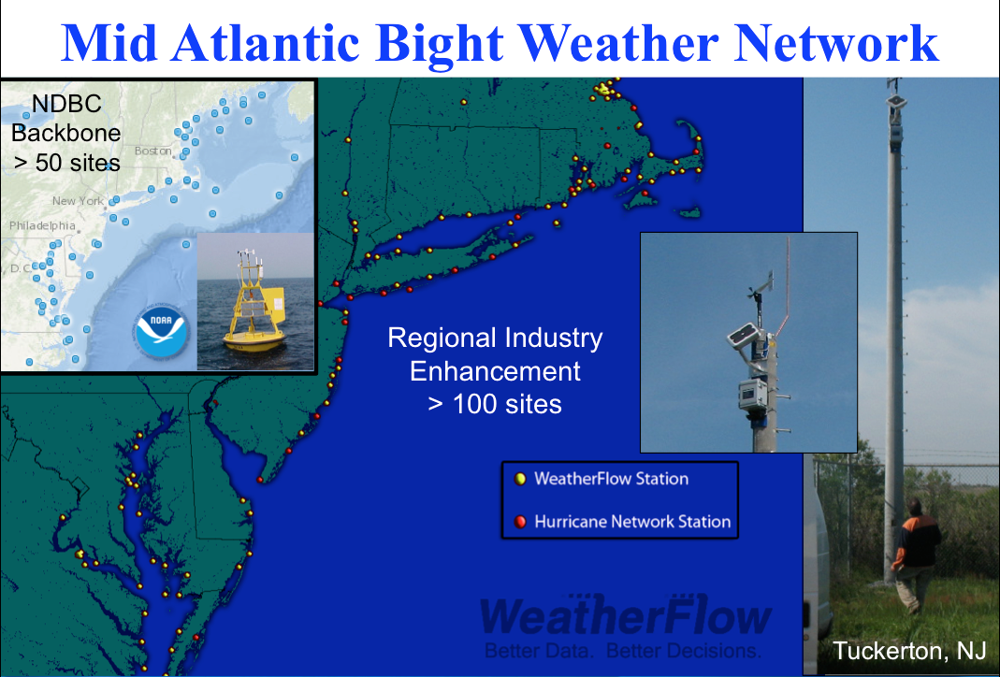 Mid Atlantic Bight Weather Network
NDBC
Backbone
> 50 sites
Boston
New York
Philadelphia
D.C.
NOAA
Regional Industry
Enhancement
> 100 sites
WeatherFlow Station
Hurricane Network Station
WeatherFlow
Better Data. Better Decisions.
Tuckerton, NJ